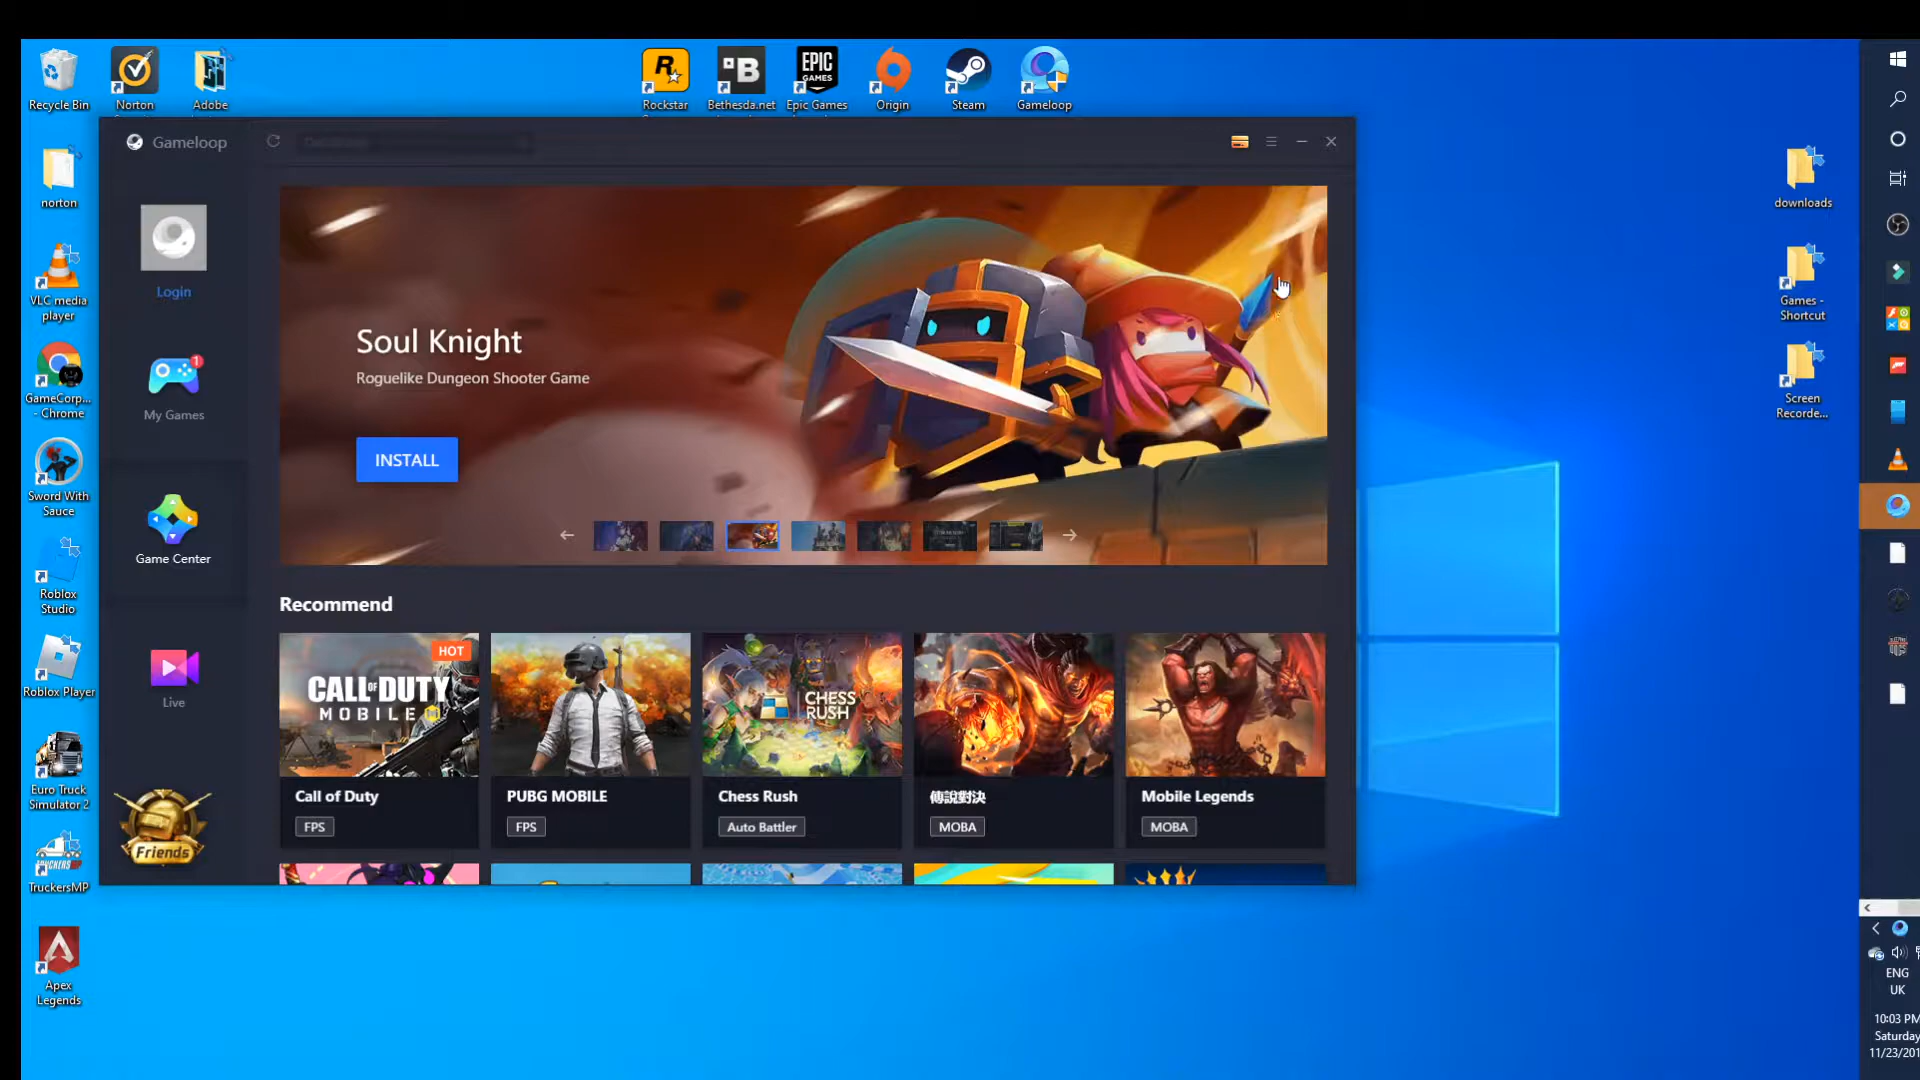 Recycle Bin
Norton
Adobe
Rockstar
Bethesda.net
Epic Games
Origin
Steam
Gameloop
norton
VLC media
player
GameCorp...
- Chrome
Sword With
Sauce
Roblox
Studio
Roblox Player
Euro Truck
Simulator 2
TruckersMP
Apex
Legends
Gameloop
Login
1
My Games
Game Center
Live
Friends
Soul Knight
Roguelike Dungeon Shooter Game
INSTALL
Recommend
HOT
CALL OF DUTY
MOBILE
CHESS
RUSH
Call of Duty
FPS
PUBG MOBILE
FPS
Chess Rush
Auto Battler
傳說對決
MOBA
Mobile Legends
MOBA
downloads
Games -
Shortcut
Screen
Recorde...
ENG
UK
10:03 PM
Saturday
11/23/201